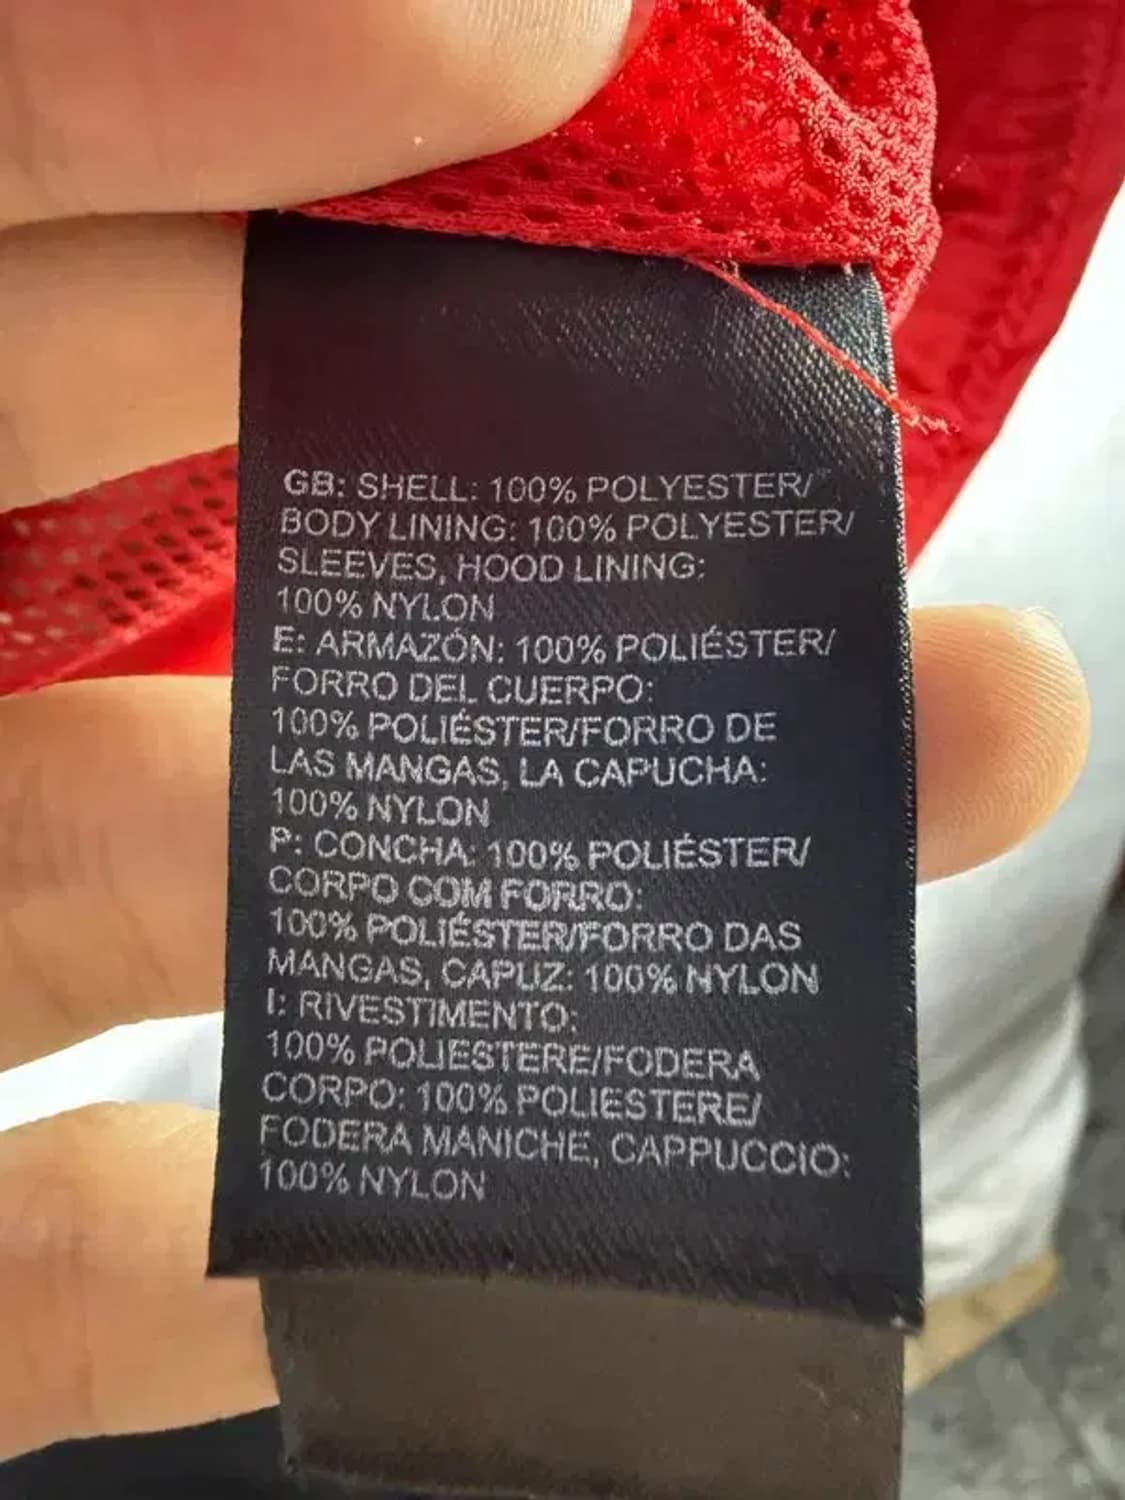 GB: SHELL: 100% POLYESTER/
BODY LINING: 100% POLYESTER/
SLEEVES, HOOD LINING:
100% NYLON
E: ARMAZÓN: 100% POLIÉSTER/
FORRO DEL CUERPO:
100% POLIÉSTER/FORRO DE
LAS MANGAS, LA CAPUCHA:
100% NYLON
P: CONCHA: 100% POLIÉSTER/
CORPO COM FORRO:
100% POLIÉSTER/FORRO DAS
MANGAS, CAPUZ: 100% NYLON
I: RIVESTIMENTO:
100% POLIESTERE/FODERA
CORPO: 100% POLIESTERE/
FODERA MANICHE, CAPPUCCIO:
100% NYLON